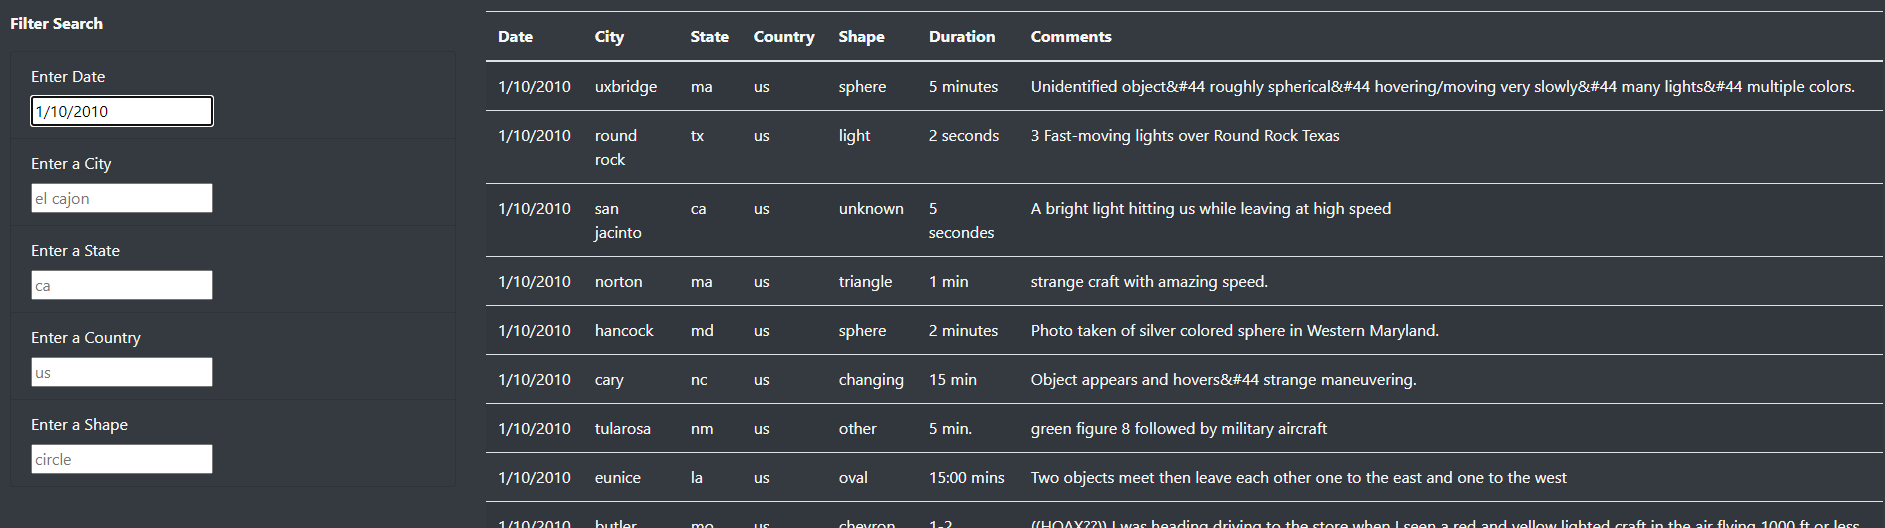 Filter Search
Enter Date
1/10/2010
Enter a City
el cajon
Enter a State
ca
Enter a Country
us
Enter a Shape
circle
Date City State Country Shape Duration Comments
1/10/2010 uxbridge ma us sphere 5 minutes Unidentified object&#44 roughly spherical&#44 hovering/moving very slowly&#44 many lights&#44 multiple colors.
1/10/2010 round tx us light 2 seconds 3 Fast-moving lights over Round Rock Texas
rock
1/10/2010 san ca us unknown 5 A bright light hitting us while leaving at high speed
jacinto secondes
1/10/2010 norton ma us triangle 1 min strange craft with amazing speed.
1/10/2010 hancock md us sphere 2 minutes Photo taken of silver colored sphere in Western Maryland.
1/10/2010 cary nc us changing 15 min Object appears and hovers&#44 strange maneuvering.
1/10/2010 tularosa nm us other 5 min. green figure 8 followed by military aircraft
1/10/2010 eunice la us oval 15:00 mins Two objects meet then leave each other one to the east and one to the west
1/10/2010 butler mo us chevron 1-2 ((HOAX??)) I was heading driving to the store when I seen a red and yellow lighted craft in the air flying 1000 ft or less